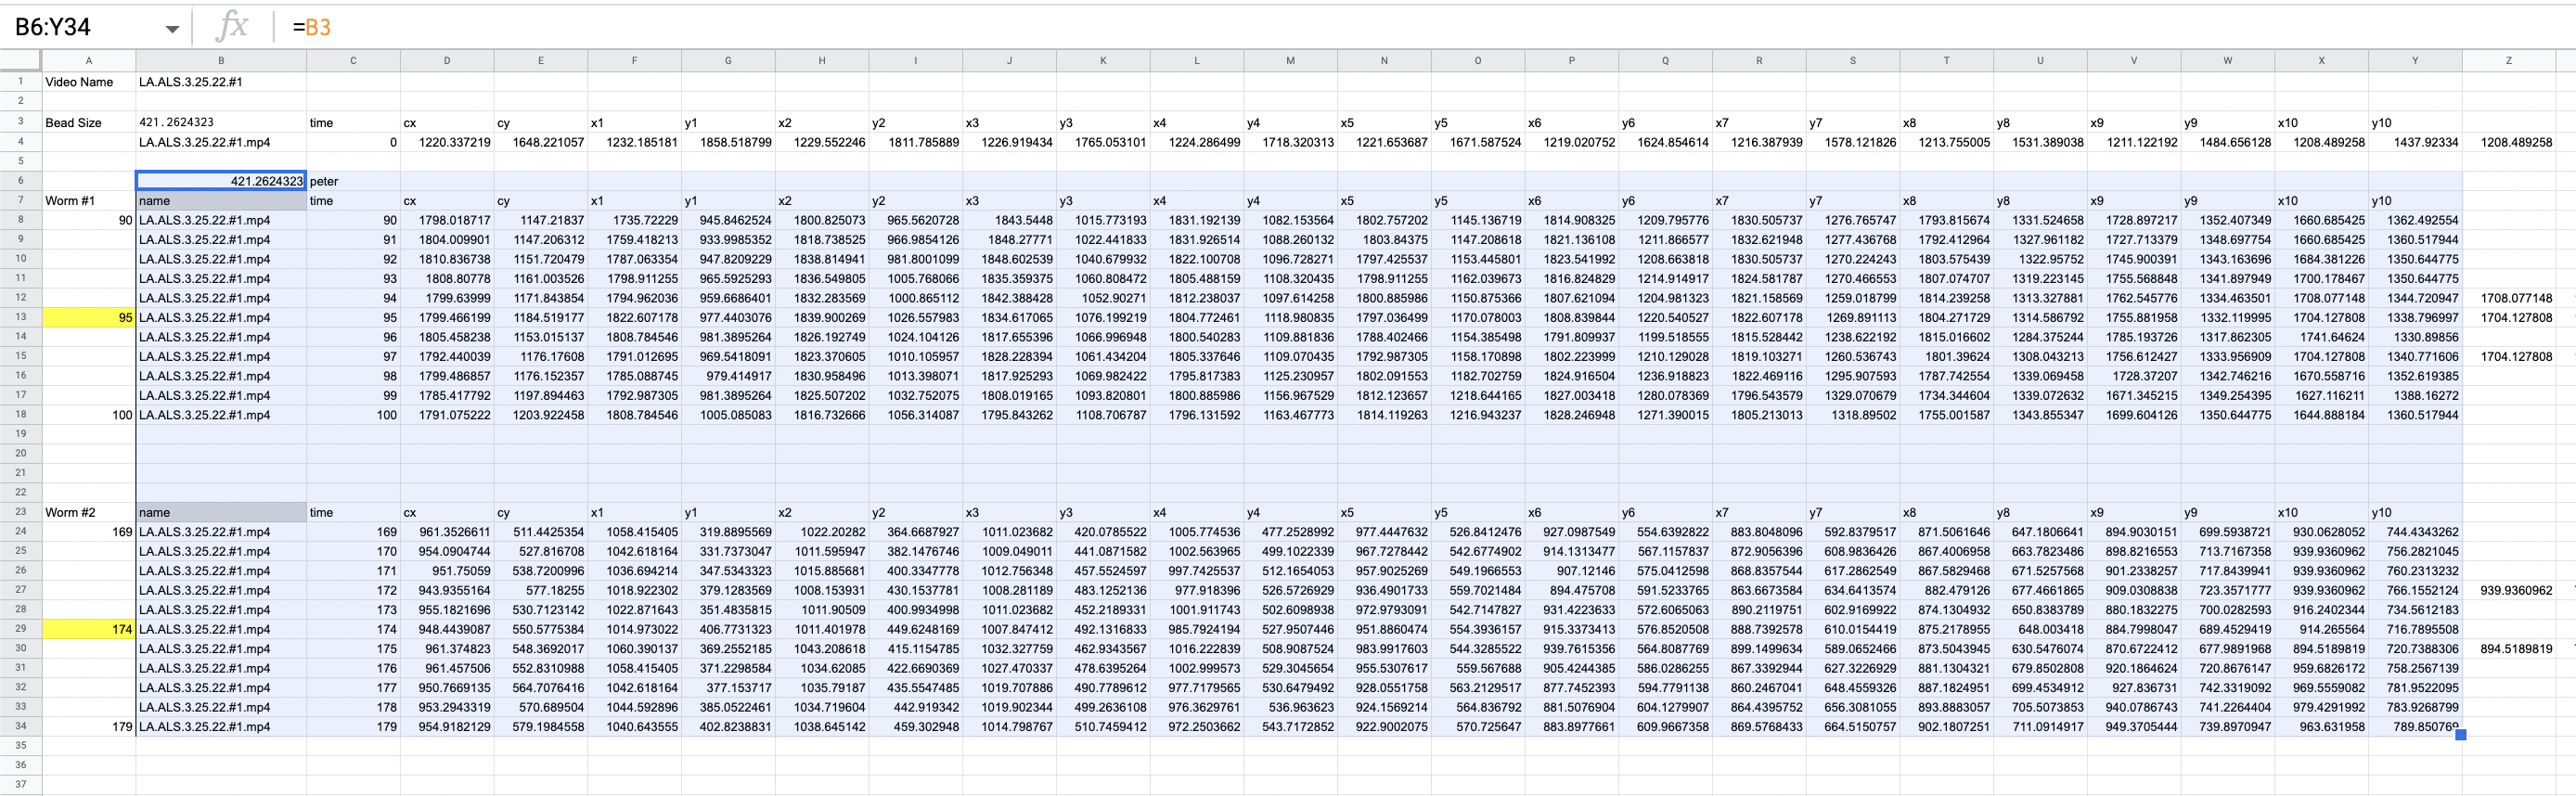 B6:Y34 fx =B3
A B C D E F G H I J K L M N O P Q R S T U V W X Y Z
1 Video Name LA.ALS.3.25.22.#1
2
3 Bead Size 421.2624323 time cx cy x1 y1 x2 y2 x3 y3 x4 y4 x5 y5 x6 y6 x7 y7 x8 y8 x9 y9 x10 y10
4 LA.ALS.3.25.22.#1.mp4 0 1220.337219 1648.221057 1232.185181 1858.518799 1229.552246 1811.785889 1226.919434 1765.053101 1224.286499 1718.320313 1221.653687 1671.587524 1219.020752 1624.854614 1216.387939 1578.121826 1213.755005 1531.389038 1211.122192 1484.656128 1208.489258 1437.92334 1208.489258
5
6 421.2624323 peter
7 Worm #1 name time cx cy x1 y1 x2 y2 x3 y3 x4 y4 x5 y5 x6 y6 x7 y7 x8 y8 x9 y9 x10 y10
8 90 LA.ALS.3.25.22.#1.mp4 90 1798.018717 1147.21837 1735.72229 945.8462524 1800.825073 965.5620728 1843.5448 1015.773193 1831.192139 1082.153564 1802.757202 1145.136719 1814.908325 1209.795776 1830.505737 1276.765747 1793.815674 1331.524658 1728.897217 1352.407349 1660.685425 1362.492554
9 LA.ALS.3.25.22.#1.mp4 91 1804.009901 1147.206312 1759.418213 933.9985352 1818.738525 966.9854126 1848.27771 1022.441833 1831.926514 1088.260132 1803.84375 1147.208618 1821.136108 1211.866577 1832.621948 1277.436768 1792.412964 1327.961182 1727.713379 1348.697754 1660.685425 1360.517944
10 LA.ALS.3.25.22.#1.mp4 92 1810.836738 1151.720479 1787.063354 947.8209229 1838.814941 981.8001099 1848.602539 1040.679932 1822.100708 1096.728271 1797.425537 1153.445801 1823.541992 1208.663818 1830.505737 1270.224243 1803.575439 1322.95752 1745.900391 1343.163696 1684.381226 1350.644775
11 LA.ALS.3.25.22.#1.mp4 93 1808.80778 1161.003526 1798.911255 965.5925293 1836.549805 1005.768066 1835.359375 1060.808472 1805.488159 1108.320435 1798.911255 1162.039673 1816.824829 1214.914917 1824.581787 1270.466553 1807.074707 1319.223145 1755.568848 1341.897949 1700.178467 1350.644775
12 LA.ALS.3.25.22.#1.mp4 94 1799.63999 1171.843854 1794.962036 959.6686401 1832.283569 1000.865112 1842.388428 1052.90271 1812.238037 1097.614258 1800.885986 1150.875366 1807.621094 1204.981323 1821.158569 1259.018799 1814.239258 1313.327881 1762.545776 1334.463501 1708.077148 1344.720947 1708.077148
13 95 LA.ALS.3.25.22.#1.mp4 95 1799.466199 1184.519177 1822.607178 977.4403076 1839.900269 1026.557983 1834.617065 1076.199219 1804.772461 1118.980835 1797.036499 1170.078003 1808.839844 1220.540527 1822.607178 1269.891113 1804.271729 1314.586792 1755.881958 1332.119995 1704.127808 1338.796997 1704.127808
14 LA.ALS.3.25.22.#1.mp4 96 1805.458238 1153.015137 1808.784546 981.3895264 1826.192749 1024.104126 1817.655396 1066.996948 1800.540283 1109.881836 1788.402466 1154.385498 1791.809937 1199.518555 1815.528442 1238.622192 1815.016602 1284.375244 1785.193726 1317.862305 1741.64624 1330.89856
15 LA.ALS.3.25.22.#1.mp4 97 1792.440039 1176.17608 1791.012695 969.5418091 1823.370605 1010.105957 1828.228394 1061.434204 1805.337646 1109.070435 1792.987305 1158.170898 1802.223999 1210.129028 1819.103271 1260.536743 1801.39624 1308.043213 1756.612427 1333.956909 1704.127808 1340.771606 1704.127808
16 LA.ALS.3.25.22.#1.mp4 98 1799.486857 1176.152357 1785.088745 979.414917 1830.958496 1013.398071 1817.925293 1069.982422 1795.817383 1125.230957 1802.091553 1182.702759 1824.916504 1236.918823 1822.469116 1295.907593 1787.742554 1339.069458 1728.37207 1342.746216 1670.558716 1352.619385
17 LA.ALS.3.25.22.#1.mp4 99 1785.417792 1197.894463 1792.987305 981.3895264 1825.507202 1032.752075 1808.019165 1093.820801 1800.885986 1156.967529 1812.123657 1218.644165 1827.003418 1280.078369 1796.543579 1329.070679 1734.344604 1339.072632 1671.345215 1349.254395 1627.116211 1388.16272
18 100 LA.ALS.3.25.22.#1.mp4 100 1791.075222 1203.922458 1808.784546 1005.085083 1816.732666 1056.314087 1795.843262 1108.706787 1796.131592 1163.467773 1814.119263 1216.943237 1828.246948 1271.390015 1805.213013 1318.89502 1755.001587 1343.855347 1699.604126 1350.644775 1644.888184 1360.517944
19
20
21
22
23 Worm #2 name time cx cy x1 y1 x2 y2 x3 y3 x4 y4 x5 y5 x6 y6 x7 y7 x8 y8 x9 y9 x10 y10
24 169 LA.ALS.3.25.22.#1.mp4 169 961.3526611 511.4425354 1058.415405 319.8895569 1022.20282 364.6687927 1011.023682 420.0785522 1005.774536 477.2528992 977.4447632 526.8412476 927.0987549 554.6392822 883.8048096 592.8379517 871.5061646 647.1806641 894.9030151 699.5938721 930.0628052 744.4343262
25 LA.ALS.3.25.22.#1.mp4 170 954.0904744 527.816708 1042.618164 331.7373047 1011.595947 382.1476746 1009.049011 441.0871582 1002.563965 499.1022339 967.7278442 542.6774902 914.1313477 567.1157837 872.9056396 608.9836426 867.4006958 663.7823486 898.8216553 713.7167358 939.9360962 756.2821045
26 LA.ALS.3.25.22.#1.mp4 171 951.75059 538.7200996 1036.694214 347.5343323 1015.885681 400.3347778 1012.756348 457.5524597 997.7425537 512.1654053 957.9025269 549.1966553 907.12146 575.0412598 868.8357544 617.2862549 867.5829468 671.5257568 901.2338257 717.8439941 939.9360962 760.2313232
27 LA.ALS.3.25.22.#1.mp4 172 943.9355164 577.18255 1018.922302 379.1283569 1008.153931 430.1537781 1008.281189 483.1252136 977.918396 526.5726929 936.4901733 559.7021484 894.475708 591.5233765 863.6673584 634.6413574 882.479126 677.4661865 909.0308838 723.3571777 939.9360962 766.1552124 939.9360962
28 LA.ALS.3.25.22.#1.mp4 173 955.1821696 530.7123142 1022.871643 351.4835815 1011.90509 400.9934998 1011.023682 452.2189331 1001.911743 502.6098938 972.9793091 542.7147827 931.4223633 572.6065063 890.2119751 602.9169922 874.1304932 650.8383789 880.1832275 700.0282593 916.2402344 734.5612183
29 174 LA.ALS.3.25.22.#1.mp4 174 948.4439087 550.5775384 1014.973022 406.7731323 1011.401978 449.6248169 1007.847412 492.1316833 985.7924194 527.9507446 951.8860474 554.3936157 915.3373413 576.8520508 888.7392578 610.0154419 875.2178955 648.003418 884.7998047 689.4529419 914.265564 716.7895508
30 LA.ALS.3.25.22.#1.mp4 175 961.374823 548.3692017 1060.390137 369.2552185 1043.208618 415.1154785 1032.327759 462.9343567 1016.222839 508.9087524 983.9917603 544.3285522 939.7615356 564.8087769 899.1499634 589.0652466 873.5043945 630.5476074 870.6722412 677.9891968 894.5189819 720.7388306 894.5189819
31 LA.ALS.3.25.22.#1.mp4 176 961.457506 552.8310988 1058.415405 371.2298584 1034.62085 422.6690369 1027.470337 478.6395264 1002.999573 529.3045654 955.5307617 559.567688 905.4244385 586.0286255 867.3392944 627.3226929 881.1304321 679.8502808 920.1864624 720.8676147 959.6826172 758.2567139
32 LA.ALS.3.25.22.#1.mp4 177 950.7669135 564.7076416 1042.618164 377.153717 1035.79187 435.5547485 1019.707886 490.7789612 977.7179565 530.6479492 928.0551758 563.2129517 877.7452393 594.7791138 860.2467041 648.4559326 887.1824951 699.4534912 927.836731 742.3319092 969.5559082 781.9522095
33 LA.ALS.3.25.22.#1.mp4 178 953.2943319 570.689504 1044.592896 385.0522461 1034.719604 442.919342 1019.902344 499.2636108 976.3629761 536.963623 924.1569214 564.836792 881.5076904 604.1279907 864.4395752 656.3081055 893.8883057 705.5073853 940.0786743 741.2264404 979.4291992 783.9268799
34 179 LA.ALS.3.25.22.#1.mp4 179 954.9182129 579.1984558 1040.643555 402.8238831 1038.645142 459.302948 1014.798767 510.7459412 972.2503662 543.7172852 922.9002075 570.725647 883.8977661 609.9667358 869.5768433 664.5150757 902.1807251 711.0914917 949.3705444 739.8970947 963.631958 789.850769
35
36
37